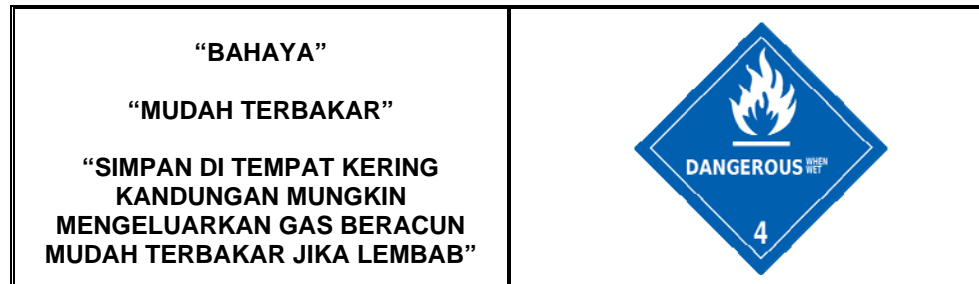 “BAHAYA”
“MUDAH TERBAKAR”
“SIMPAN DI TEMPAT KERING
KANDUNGAN MUNGKIN
MENGELUARKAN GAS BERACUN
MUDAH TERBAKAR JIKA LEMBAB”
DANGEROUS WHEN WET
4